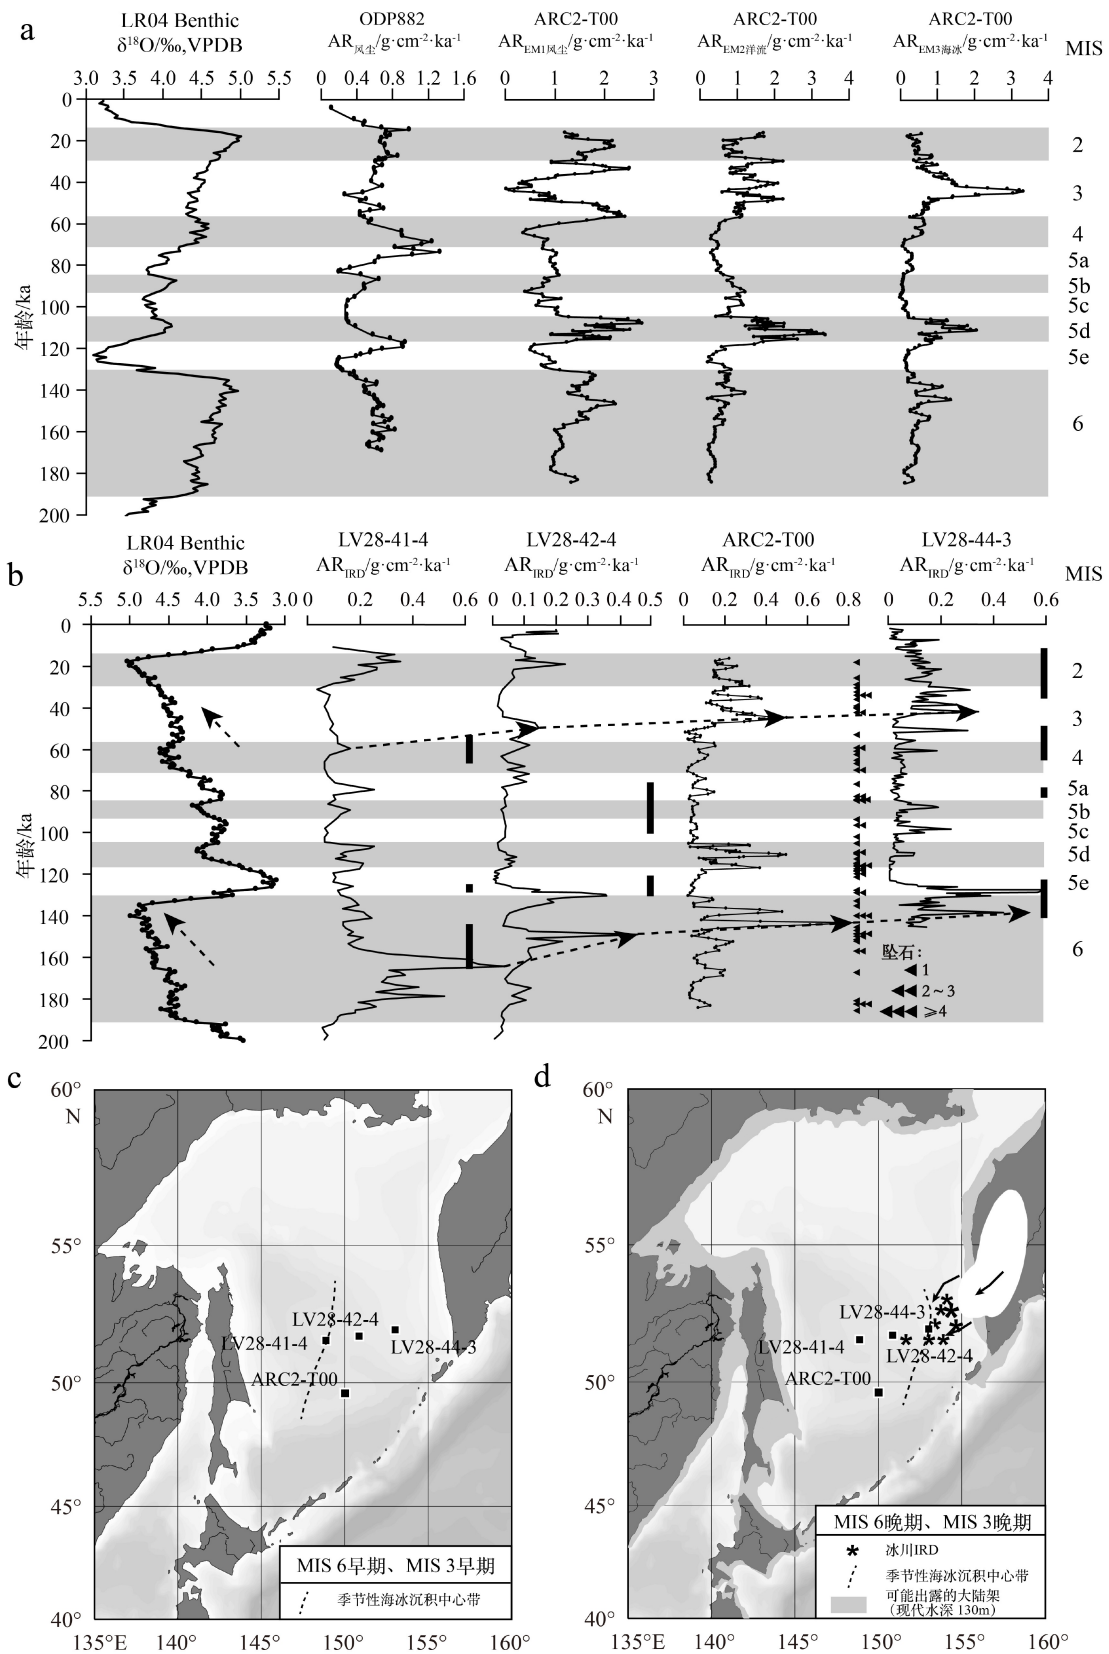 a
LR04 Benthic
δ¹⁸O/‰,VPDB
ODP882
AR风尘/g·cm⁻²·ka⁻¹
ARC2-T00
AR_EM1风尘/g·cm⁻²·ka⁻¹
ARC2-T00
AR_EM2洋流/g·cm⁻²·ka⁻¹
ARC2-T00
AR_EM3海冰/g·cm⁻²·ka⁻¹
MIS
3.0 3.5 4.0 4.5 5.0 5.5
0 0.4 0.8 1.2 1.6
0 1 2 3
0 1 2 3 4
0 1 2 3 4
0
20
40
60
80
100
120
140
160
180
200
年龄/ka
2
3
4
5a
5b
5c
5d
5e
6
b
LR04 Benthic
δ¹⁸O/‰,VPDB
LV28-41-4
AR_IRD/g·cm⁻²·ka⁻¹
LV28-42-4
AR_IRD/g·cm⁻²·ka⁻¹
ARC2-T00
AR_IRD/g·cm⁻²·ka⁻¹
LV28-44-3
AR_IRD/g·cm⁻²·ka⁻¹
MIS
5.5 5.0 4.5 4.0 3.5 3.0
0 0.2 0.4 0.6
0 0.1 0.2 0.3 0.4 0.5
0 0.2 0.4 0.6 0.8
0 0.2 0.4 0.6
0
20
40
60
80
100
120
140
160
180
200
年龄/ka
2
3
4
5a
5b
5c
5d
5e
6
坠石:
1
2~3
⩾4
c
60°
N
55°
50°
45°
40°
135°E 140° 145° 150° 155° 160°
LV28-42-4
LV28-41-4
LV28-44-3
ARC2-T00
MIS 6早期、MIS 3早期
季节性海冰沉积中心带
d
60°
N
55°
50°
45°
40°
135°E 140° 145° 150° 155° 160°
LV28-44-3
LV28-41-4
LV28-42-4
ARC2-T00
MIS 6晚期、MIS 3晚期
冰川IRD
季节性海冰沉积中心带
可能出露的大陆架
(现代水深 130m)